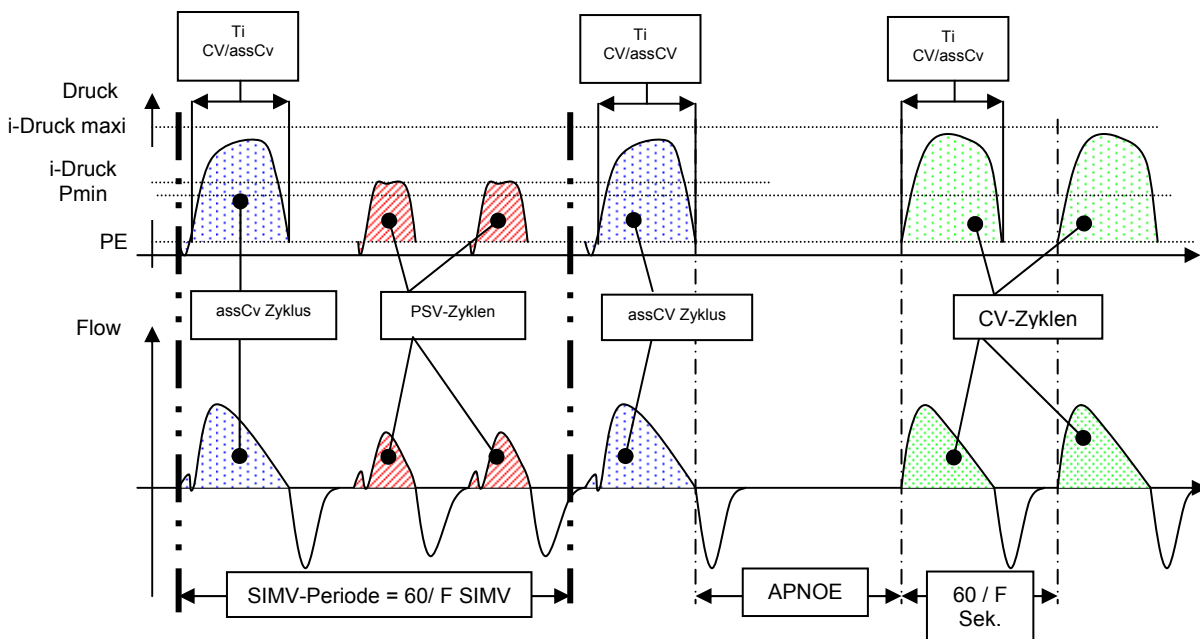 Ti
CV/assCv
Ti
CV/assCV
Ti
CV/assCv
Druck
i-Druck maxi
i-Druck
Pmin
PE
assCv Zyklus
PSV-Zyklen
assCV Zyklus
CV-Zyklen
Flow
SIMV-Periode = 60/ F SIMV
APNOE
60 / F
Sek.